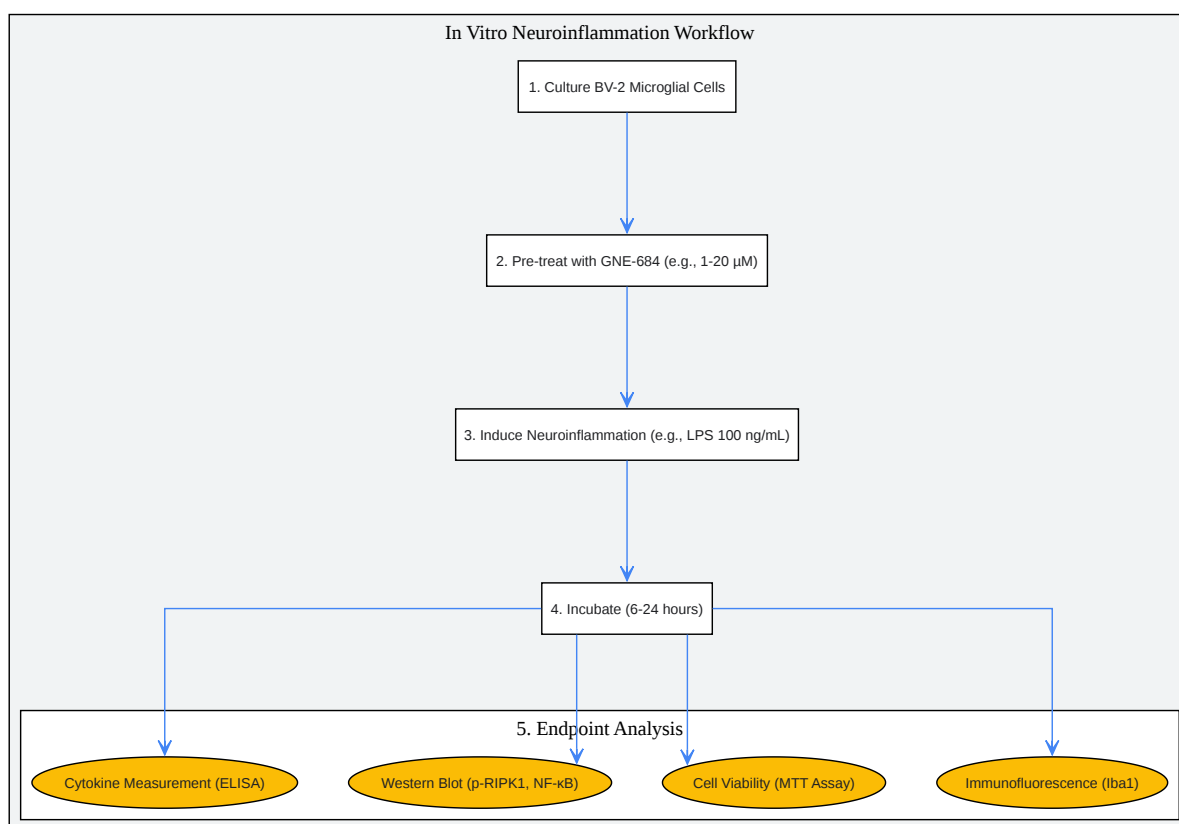 In Vitro Neuroinflammation Workflow
1. Culture BV-2 Microglial Cells
2. Pre-treat with GNE-684 (e.g., 1-20 µM)
3. Induce Neuroinflammation (e.g., LPS 100 ng/mL)
4. Incubate (6-24 hours)
5. Endpoint Analysis
Cytokine Measurement (ELISA)
Western Blot (p-RIPK1, NF-κB)
Cell Viability (MTT Assay)
Immunofluorescence (Iba1)